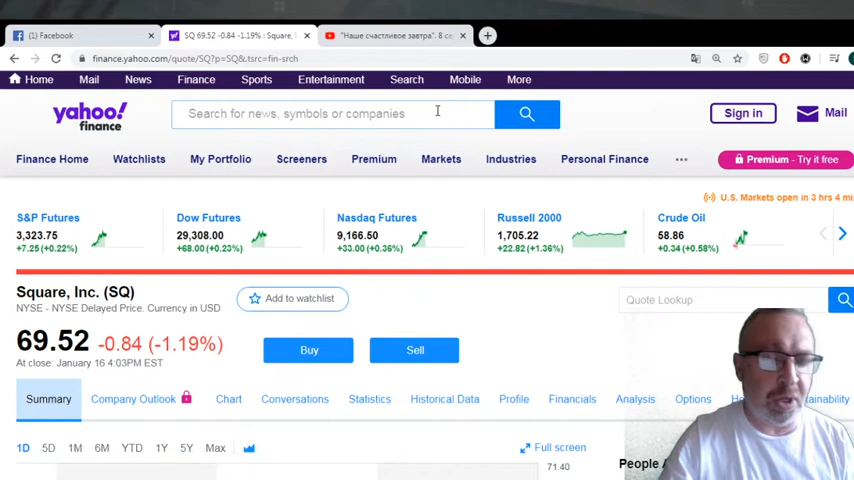 (1) Facebook
SQ 69.52 -0.84 -1.19% : Square, In
"Наше счастливое завтра". 8 се
finance.yahoo.com/quote/SQ?p=SQ&.tsrc=fin-srch
Home Mail News Finance Sports Entertainment Search Mobile More
yahoo!
finance
Search for news, symbols or companies
Sign in
Mail
Finance Home Watchlists My Portfolio Screeners Premium Markets Industries Personal Finance ••• Premium - Try it free
U.S. Markets open in 3 hrs 4 mi
S&P Futures Dow Futures Nasdaq Futures Russell 2000 Crude Oil
3,323.75 29,308.00 9,166.50 1,705.22 58.86
+7.25 (+0.22%) +68.00 (+0.23%) +33.00 (+0.36%) +22.82 (+1.36%) +0.34 (+0.58%)
Square, Inc. (SQ)
NYSE - NYSE Delayed Price. Currency in USD
Add to watchlist
Quote Lookup
69.52 -0.84 (-1.19%)
At close: January 16 4:03PM EST
Buy Sell
Summary Company Outlook Chart Conversations Statistics Historical Data Profile Financials Analysis Options ainability
1D 5D 1M 6M YTD 1Y 5Y Max
Full screen
71.40
People A